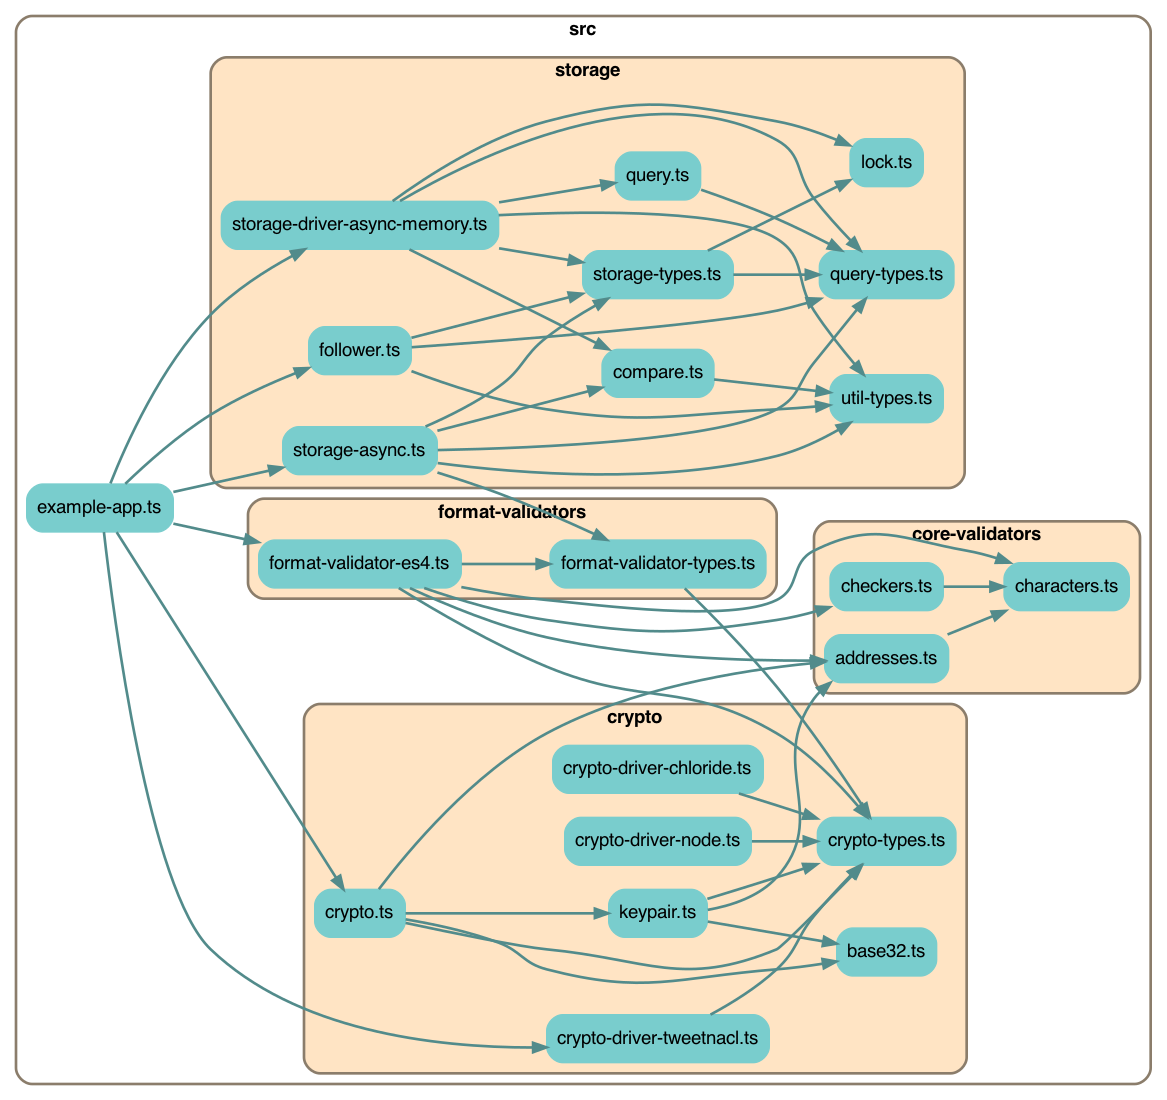 src
storage
lock.ts
query.ts
storage-driver-async-memory.ts
storage-types.ts
query-types.ts
follower.ts
compare.ts
util-types.ts
storage-async.ts
example-app.ts
format-validators
format-validator-es4.ts
format-validator-types.ts
core-validators
checkers.ts
characters.ts
addresses.ts
crypto
crypto-driver-chloride.ts
crypto-driver-node.ts
crypto-types.ts
crypto.ts
keypair.ts
base32.ts
crypto-driver-tweetnacl.ts